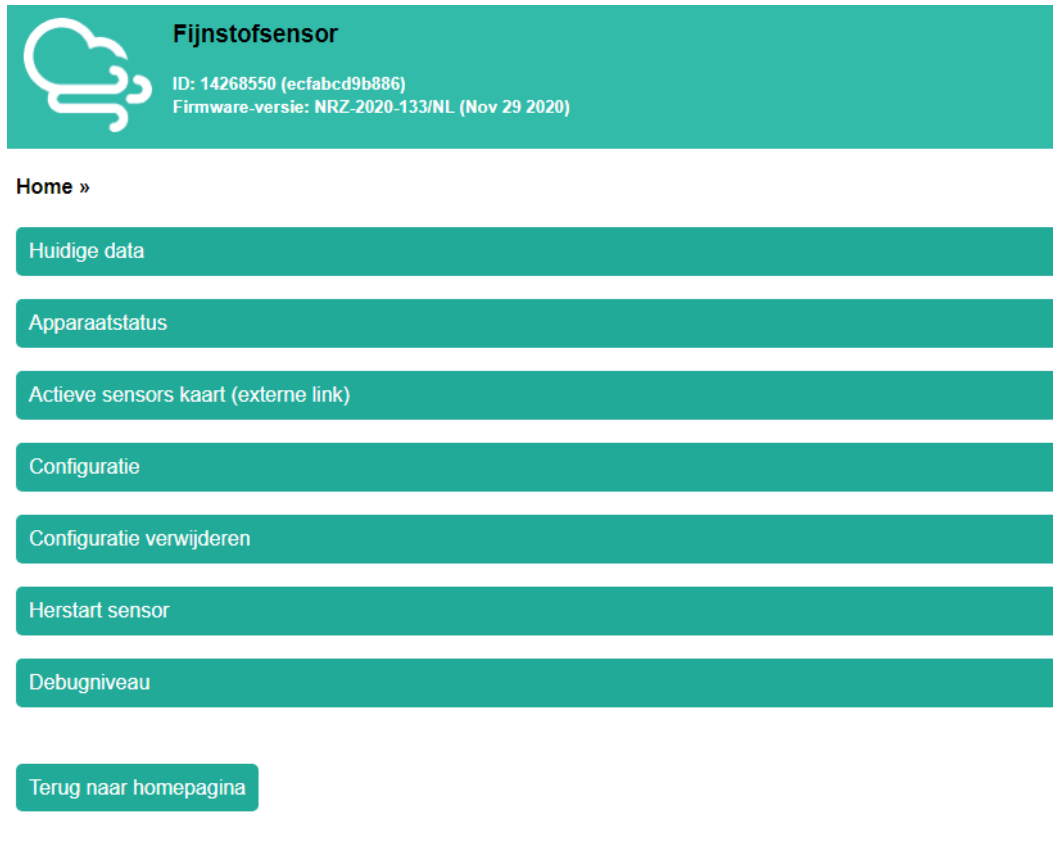 Fijnstofsensor
ID: 14268550 (ecfabcd9b886)
Firmware-versie: NRZ-2020-133/NL (Nov 29 2020)
Home »
Huidige data
Apparaatstatus
Actieve sensors kaart (externe link)
Configuratie
Configuratie verwijderen
Herstart sensor
Debugniveau
Terug naar homepagina